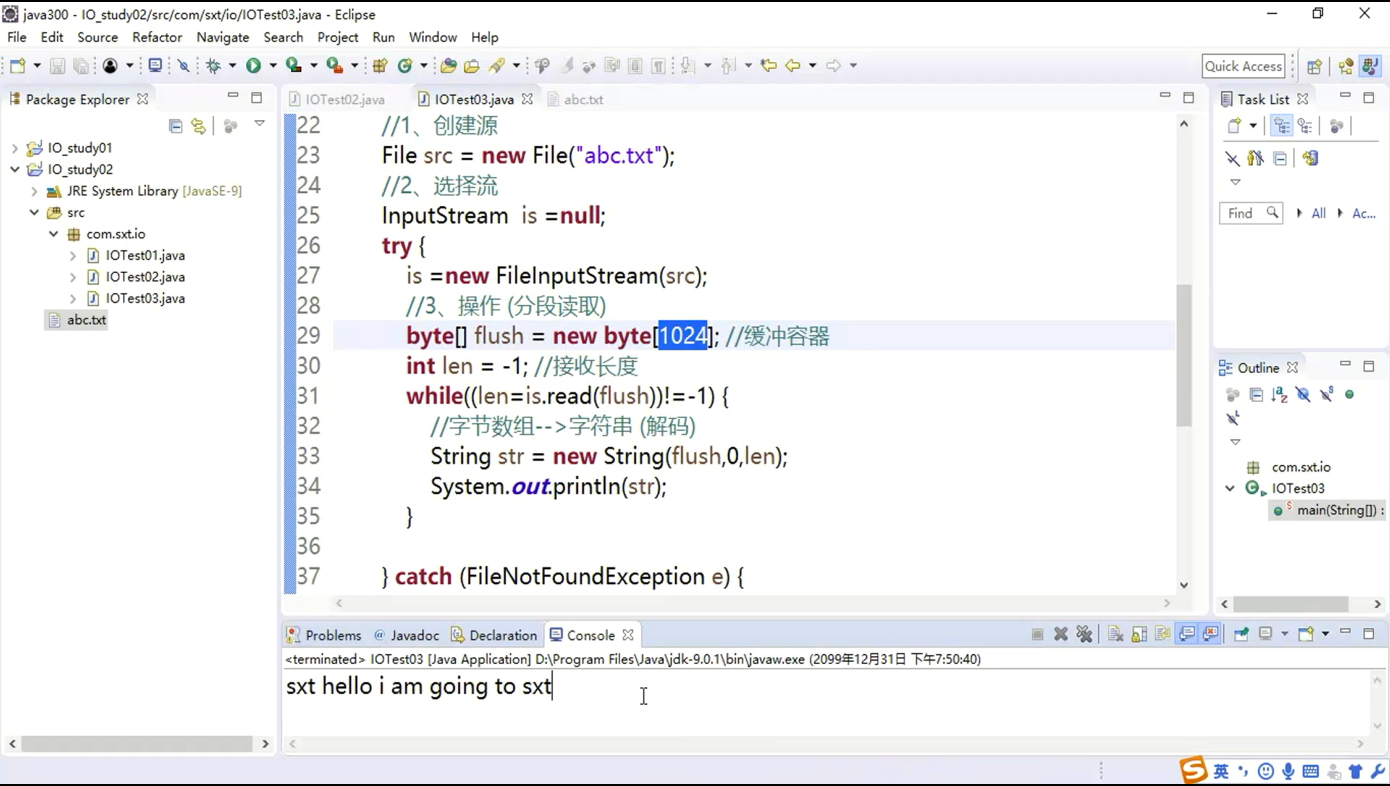 java300 - IO_study02/src/com/sxt/io/IOTest03.java - Eclipse
File Edit Source Refactor Navigate Search Project Run Window Help
Quick Access
Package Explorer
IO_study01
IO_study02
JRE System Library [JavaSE-9]
src
com.sxt.io
IOTest01.java
IOTest02.java
IOTest03.java
abc.txt
IOTest02.java IOTest03.java abc.txt
22 //1、创建源
23 File src = new File("abc.txt");
24 //2、选择流
25 InputStream is =null;
26 try {
27 is =new FileInputStream(src);
28 //3、操作 (分段读取)
29 byte[] flush = new byte[1024]; //缓冲容器
30 int len = -1; //接收长度
31 while((len=is.read(flush))!=-1) {
32 //字节数组-->字符串 (解码)
33 String str = new String(flush,0,len);
34 System.out.println(str);
35 }
36
37 } catch (FileNotFoundException e) {
Task List
Find All Ac...
Outline
com.sxt.io
IOTest03
main(String[]) :
Problems @ Javadoc Declaration Console
<terminated> IOTest03 [Java Application] D:\Program Files\Java\jdk-9.0.1\bin\javaw.exe (2099年12月31日 下午7:50:40)
sxt hello i am going to sxt
英